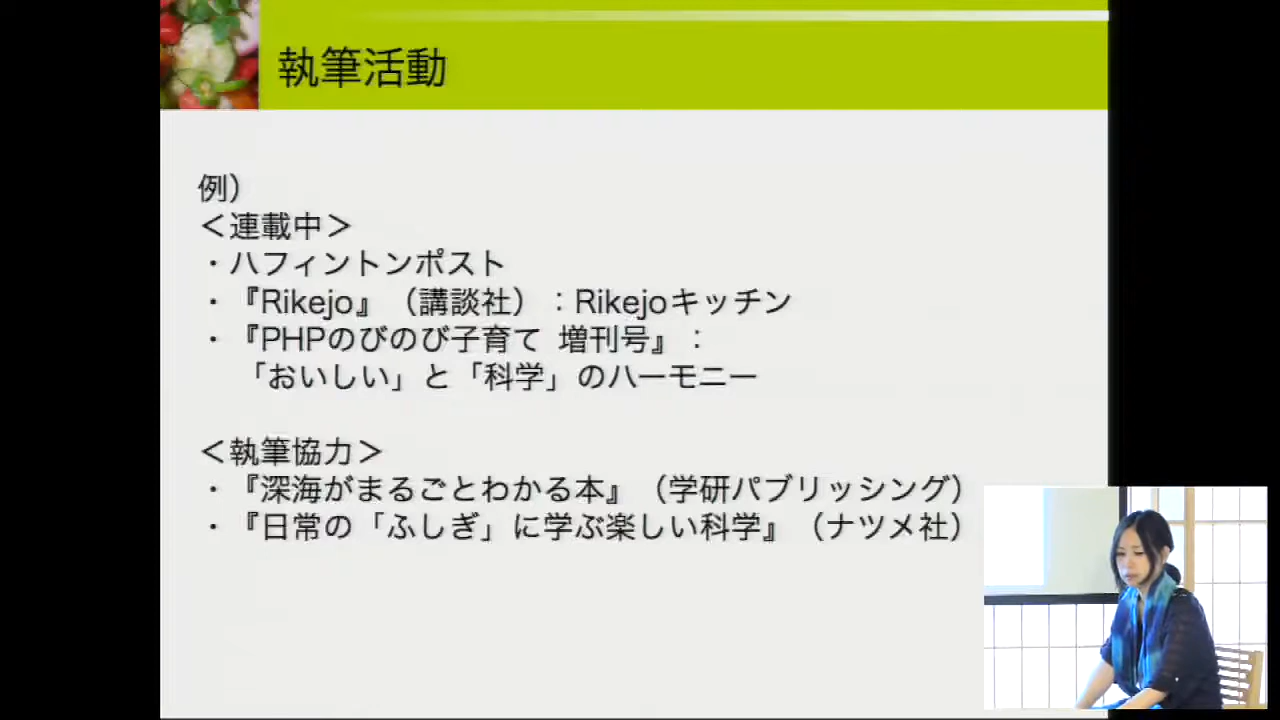 執筆活動
例）
＜連載中＞
・ハフィントンポスト
・『Rikejo』（講談社）：Rikejoキッチン
・『PHPのびのび子育て 増刊号』：
「おいしい」と「科学」のハーモニー
＜執筆協力＞
・『深海がまるごとわかる本』（学研パブリッシング）
・『日常の「ふしぎ」に学ぶ楽しい科学』（ナツメ社）